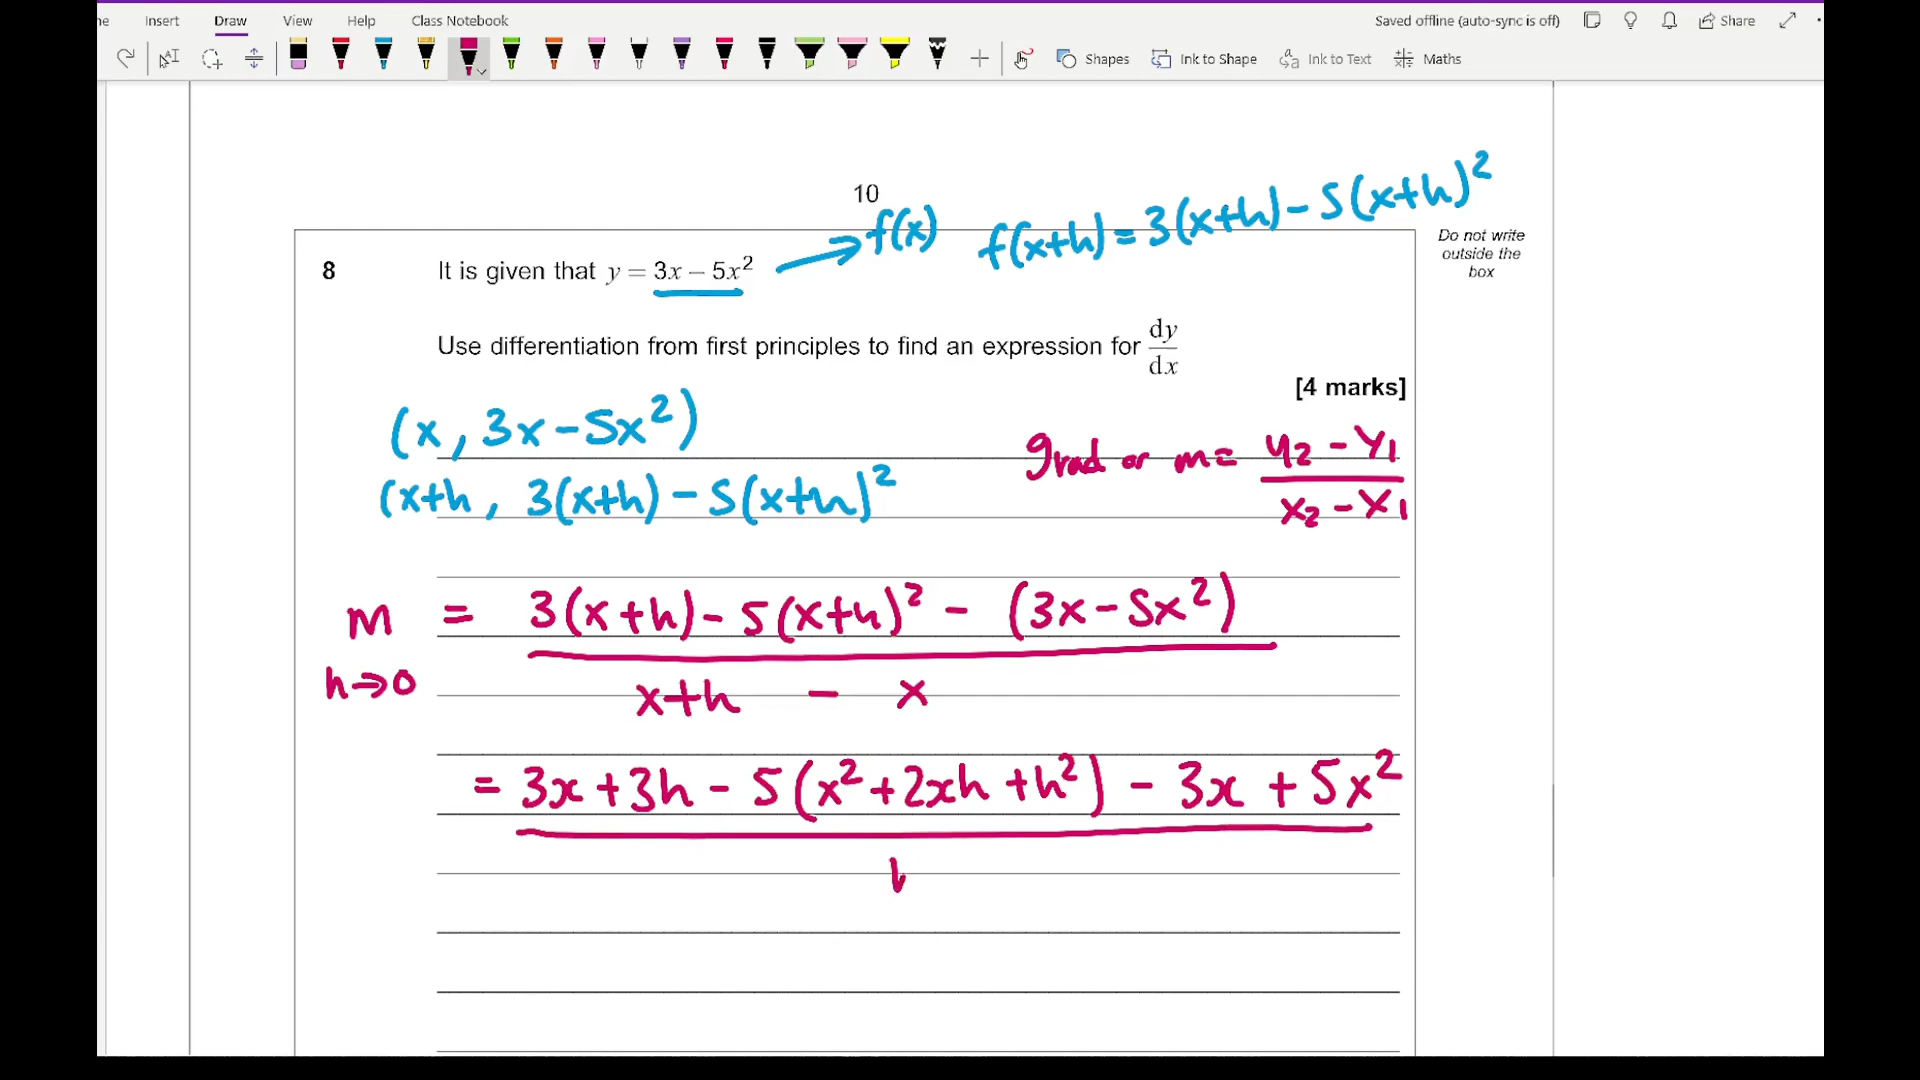 Insert Draw View Help Class Notebook Saved offline (auto-sync is off) Share
Shapes Ink to Shape Ink to Text Maths
10
f(x) f(x+h) = 3(x+h) - 5(x+h)²
Do not write
outside the
box
8 It is given that y = 3x – 5x²
Use differentiation from first principles to find an expression for dy/dx
[4 marks]
(x, 3x - 5x²)
grad or m = y₂ - y₁ / x₂ - x₁
(x+h, 3(x+h) - 5(x+h)²
m = 3(x+h) - 5(x+h)² - (3x - 5x²)
h→0 x+h - x
= 3x + 3h - 5(x² + 2xh + h²) - 3x + 5x²